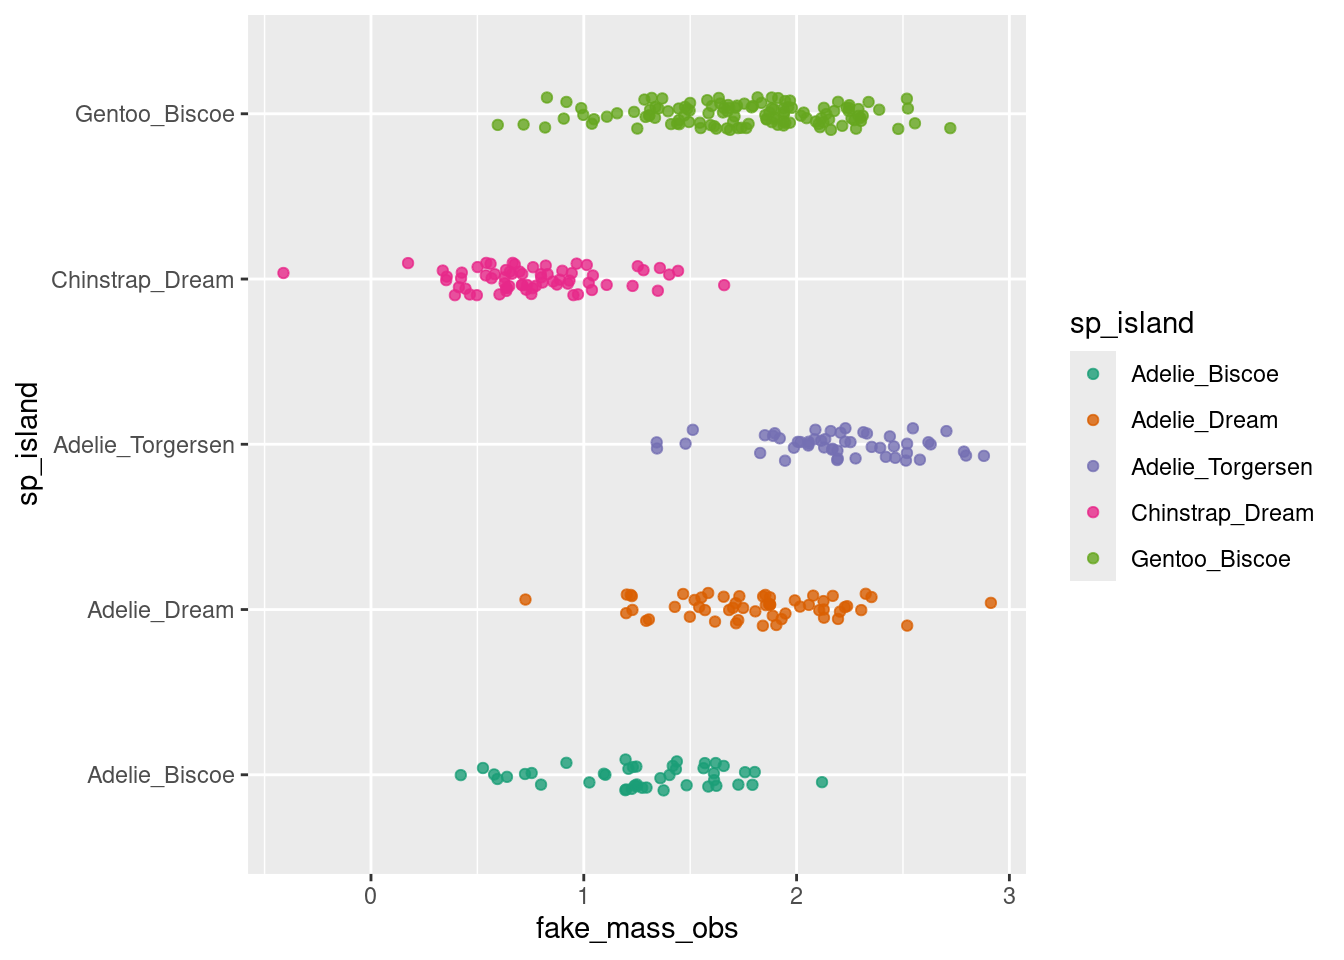 Gentoo_Biscoe
Chinstrap_Dream
Adelie_Torgersen
Adelie_Dream
Adelie_Biscoe
sp_island
0 1 2 3
fake_mass_obs
sp_island
Adelie_Biscoe
Adelie_Dream
Adelie_Torgersen
Chinstrap_Dream
Gentoo_Biscoe